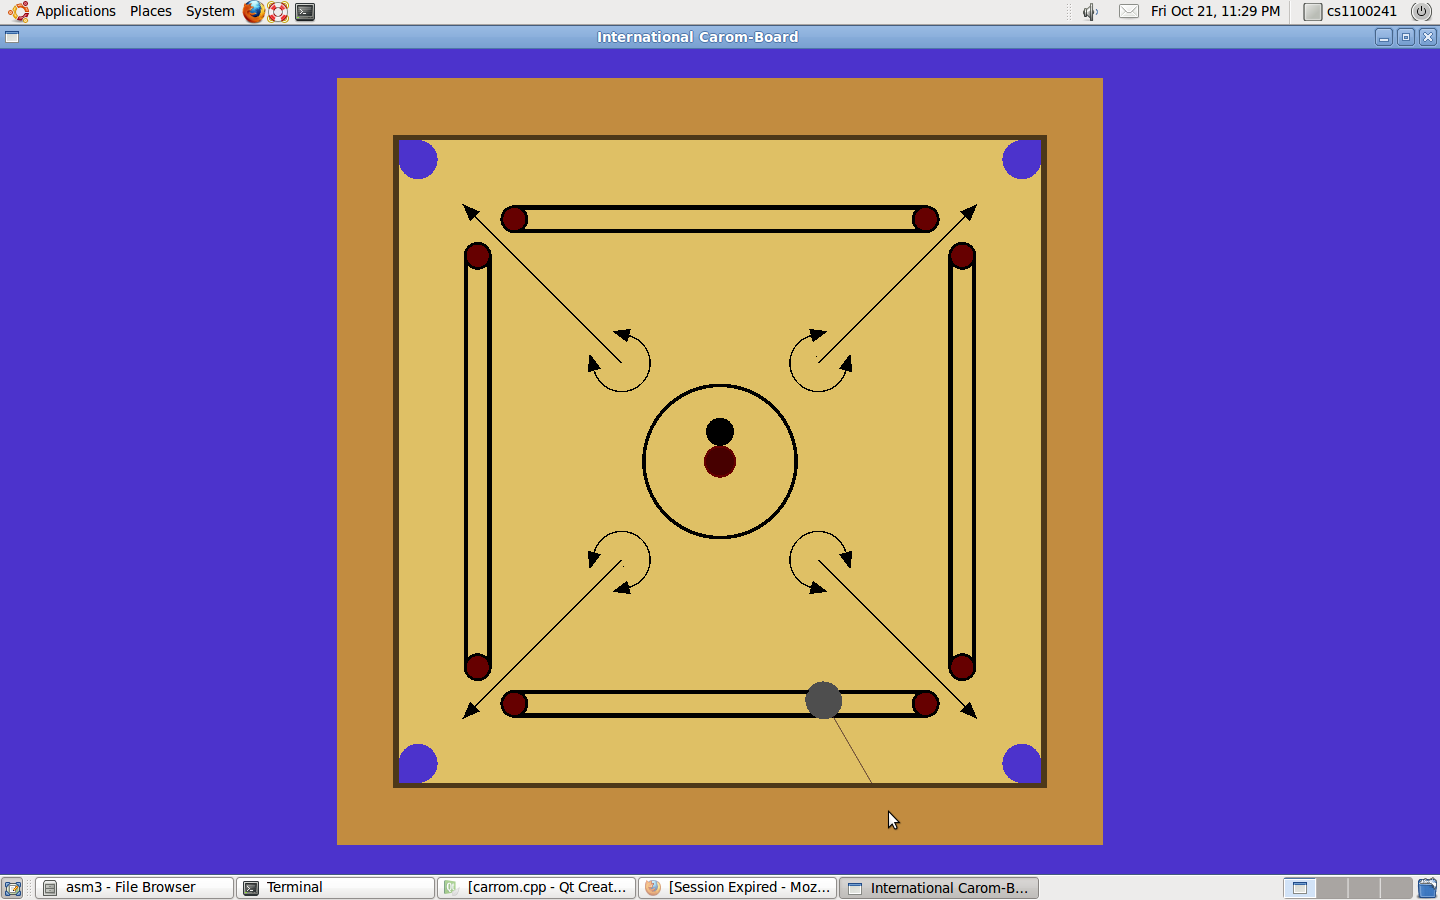 Applications Places System Fri Oct 21, 11:29 PM cs1100241
International Carom-Board
asm3 - File Browser Terminal [carrom.cpp - Qt Creat... [Session Expired - Moz... International Carom-B...